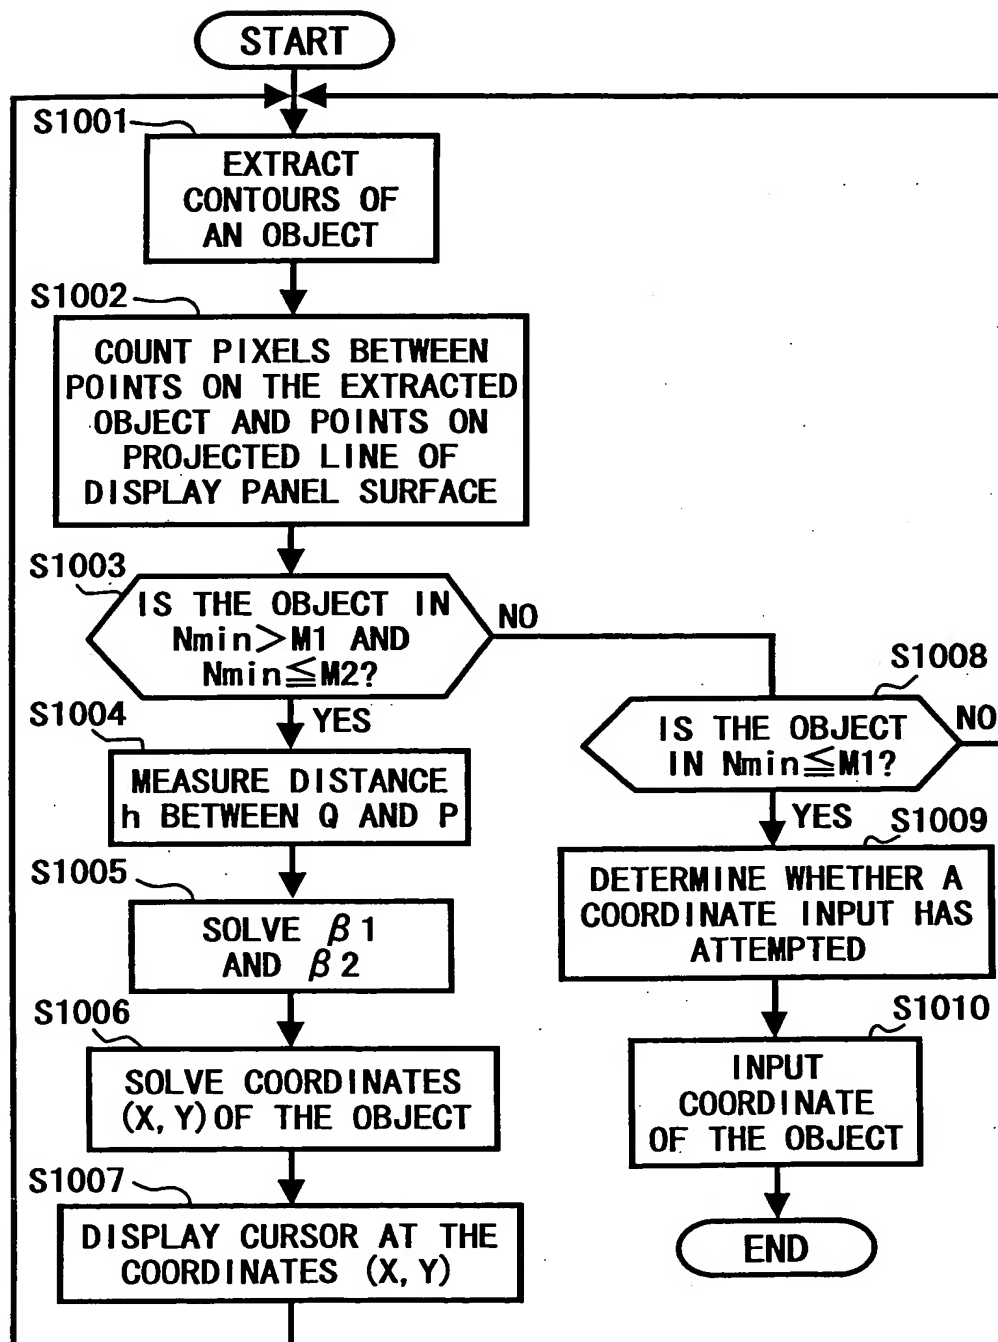 START
S1001
EXTRACT
CONTOURS OF
AN OBJECT
S1002
COUNT PIXELS BETWEEN
POINTS ON THE EXTRACTED
OBJECT AND POINTS ON
PROJECTED LINE OF
DISPLAY PANEL SURFACE
S1003
IS THE OBJECT IN
Nmin>M1 AND
Nmin≦M2?
NO
YES
S1004
MEASURE DISTANCE
h BETWEEN Q AND P
S1005
SOLVE β1
AND β2
S1006
SOLVE COORDINATES
(X, Y) OF THE OBJECT
S1007
DISPLAY CURSOR AT THE
COORDINATES (X, Y)
S1008
IS THE OBJECT
IN Nmin≦M1?
NO
YES
S1009
DETERMINE WHETHER A
COORDINATE INPUT HAS
ATTEMPTED
S1010
INPUT
COORDINATE
OF THE OBJECT
END